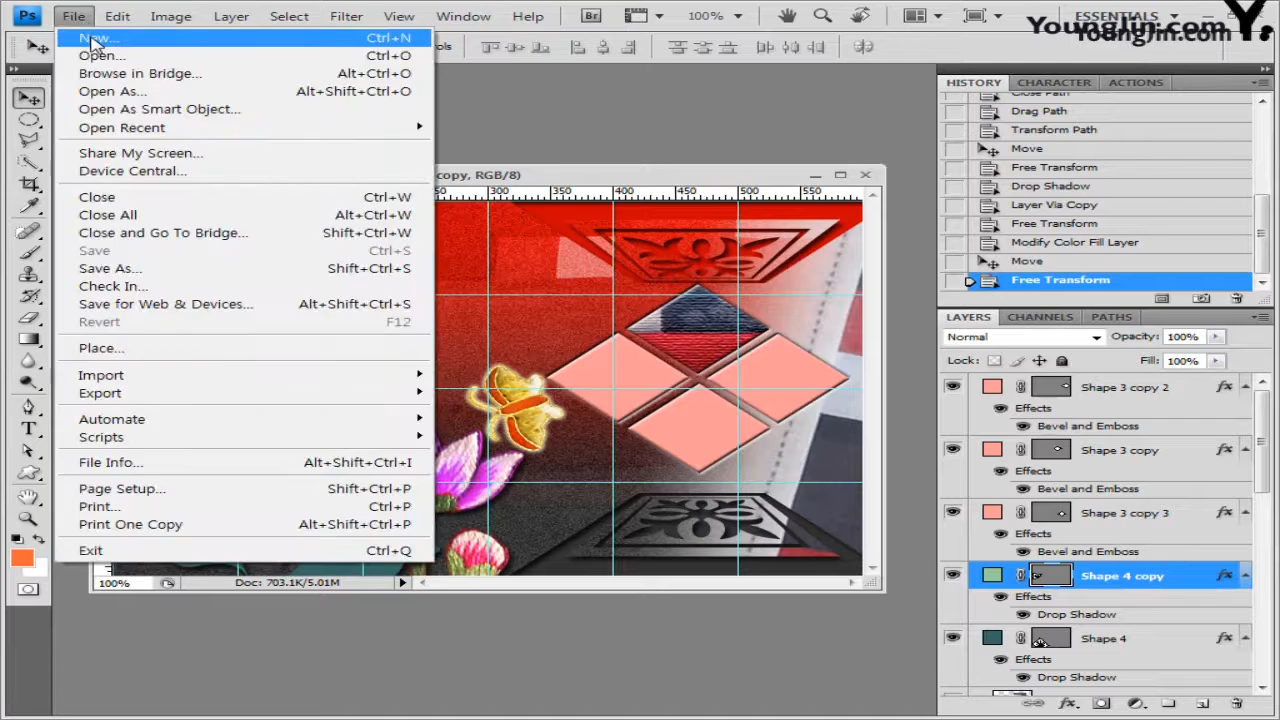 Ps File Edit Image Layer Select Filter View Window Help Br 100% ESSENTIALS
Youngjin.com Y.
YoangJim.com
New... Ctrl+N
Open... Ctrl+O
Browse in Bridge... Alt+Ctrl+O
Open As... Alt+Shift+Ctrl+O
Open As Smart Object...
Open Recent
Share My Screen...
Device Central...
Close Ctrl+W
Close All Alt+Ctrl+W
Close and Go To Bridge... Shift+Ctrl+W
Save Ctrl+S
Save As... Shift+Ctrl+S
Check In...
Save for Web & Devices... Alt+Shift+Ctrl+S
Revert F12
Place...
Import
Export
Automate
Scripts
File Info... Alt+Shift+Ctrl+I
Page Setup... Shift+Ctrl+P
Print... Ctrl+P
Print One Copy Alt+Shift+Ctrl+P
Exit Ctrl+Q
copy, RGB/8)
300 350 400 450 500 550
100% Doc: 703.1K/5.01M
HISTORY CHARACTER ACTIONS
Close Path
Drag Path
Transform Path
Move
Free Transform
Drop Shadow
Layer Via Copy
Free Transform
Modify Color Fill Layer
Move
Free Transform
LAYERS CHANNELS PATHS
Normal Opacity: 100%
Lock: Fill: 100%
Shape 3 copy 2 fx
Effects
Bevel and Emboss
Shape 3 copy fx
Effects
Bevel and Emboss
Shape 3 copy 3 fx
Effects
Bevel and Emboss
Shape 4 copy fx
Effects
Drop Shadow
Shape 4 fx
Effects
Drop Shadow